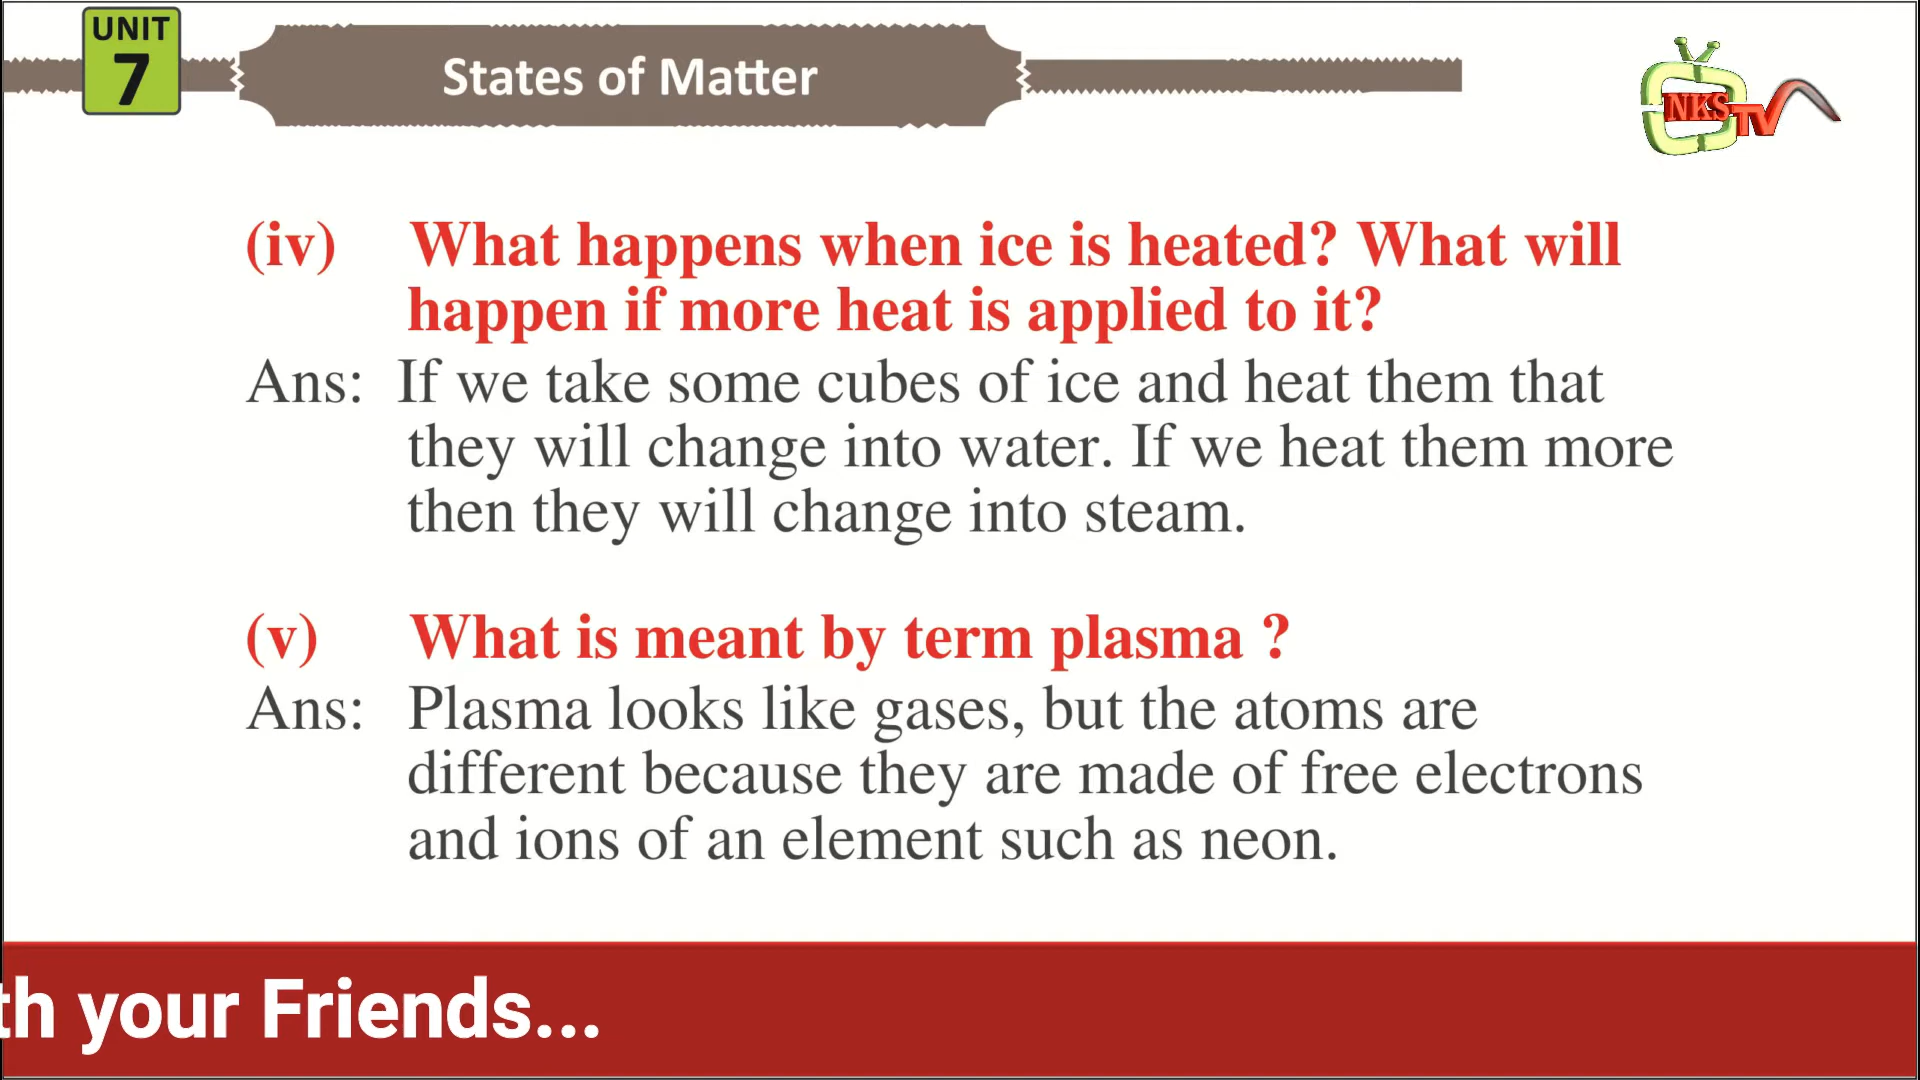 UNIT
7
States of Matter
NKS TV
(iv) What happens when ice is heated? What will
happen if more heat is applied to it?
Ans: If we take some cubes of ice and heat them that
they will change into water. If we heat them more
then they will change into steam.
(v) What is meant by term plasma ?
Ans: Plasma looks like gases, but the atoms are
different because they are made of free electrons
and ions of an element such as neon.
th your Friends...